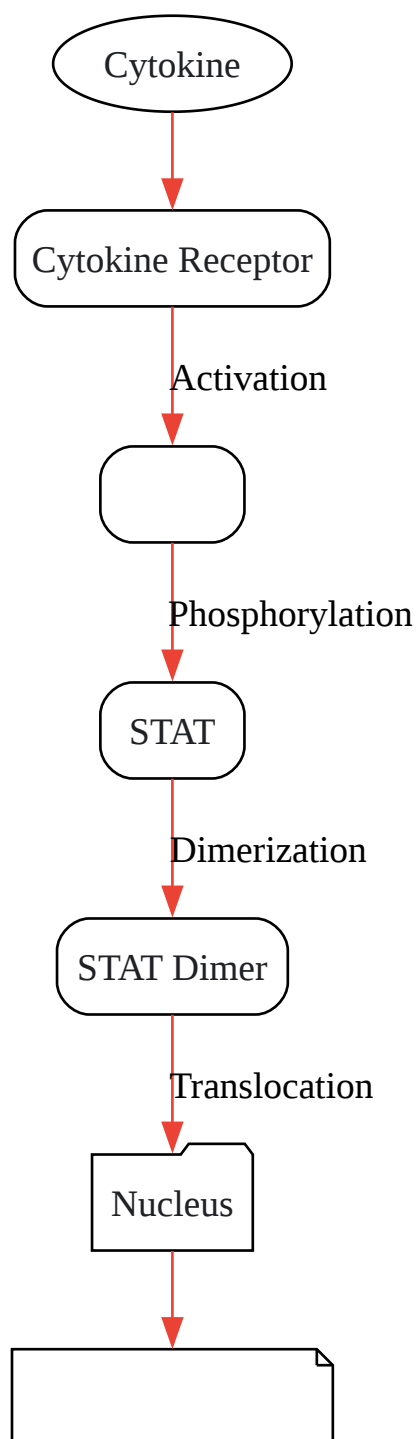 Cytokine
Cytokine Receptor
Activation
Phosphorylation
STAT
Dimerization
STAT Dimer
Translocation
Nucleus